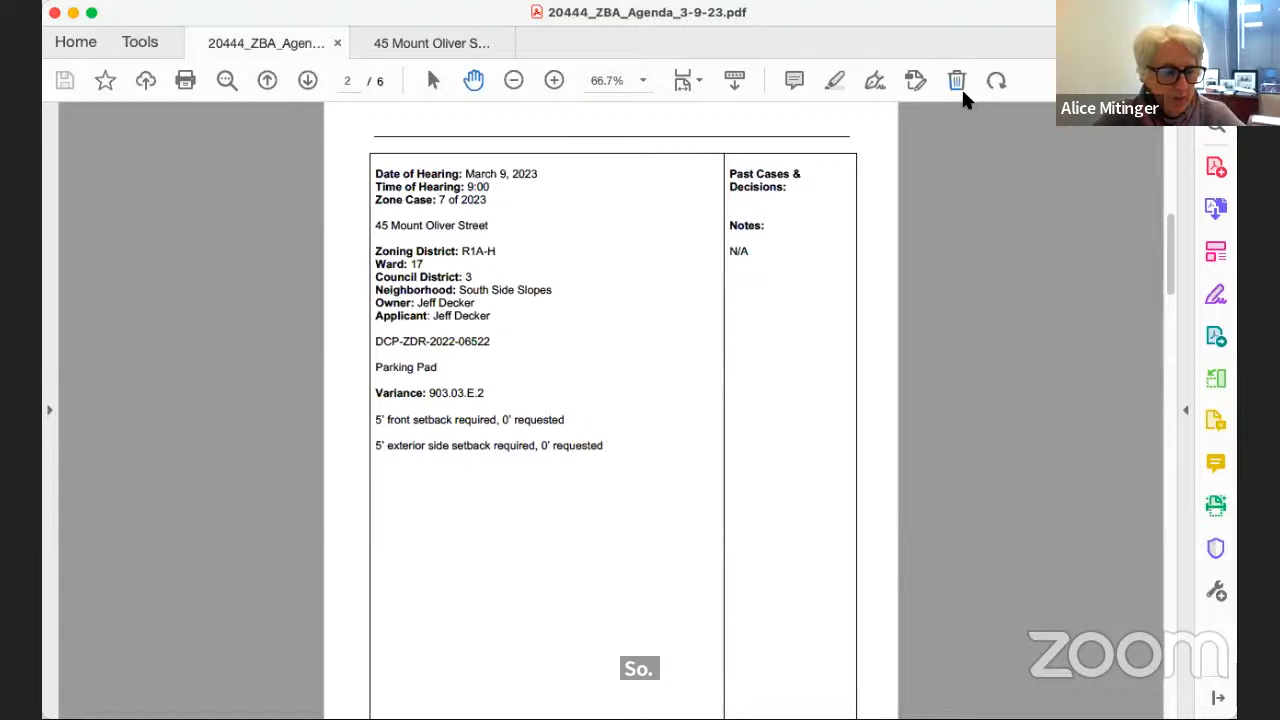 20444_ZBA_Agenda_3-9-23.pdf
Home
Tools
20444_ZBA_Agen... ×
45 Mount Oliver S...
2 / 6
66.7%
Alice Mitinger
Date of Hearing: March 9, 2023
Time of Hearing: 9:00
Zone Case: 7 of 2023
45 Mount Oliver Street
Zoning District: R1A-H
Ward: 17
Council District: 3
Neighborhood: South Side Slopes
Owner: Jeff Decker
Applicant: Jeff Decker
DCP-ZDR-2022-06522
Parking Pad
Variance: 903.03.E.2
5' front setback required, 0' requested
5' exterior side setback required, 0' requested
Past Cases &
Decisions:
Notes:
N/A
So.
zoom